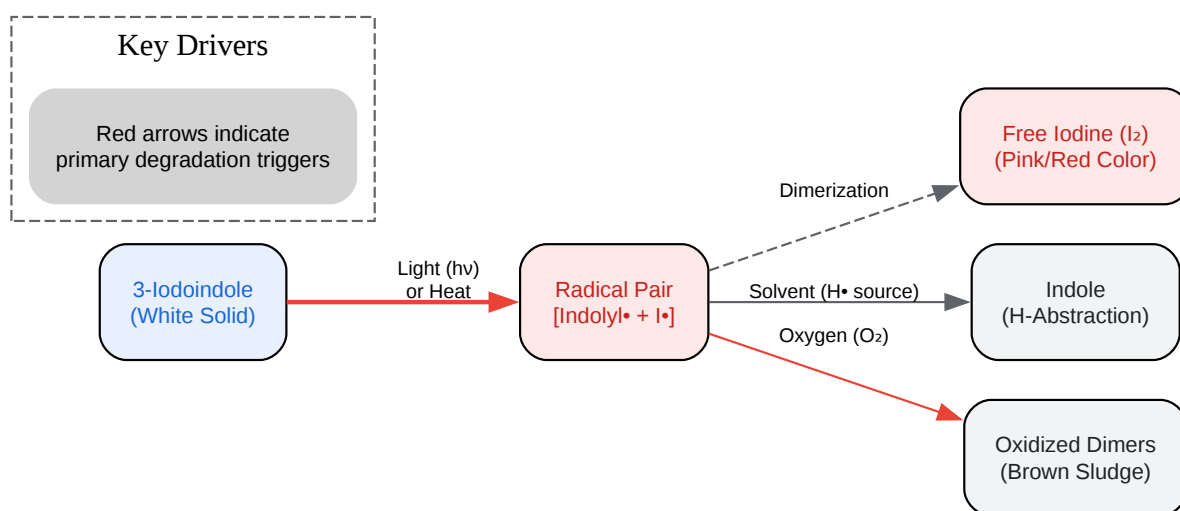 Key Drivers
Red arrows indicate
primary degradation triggers
3-Iodoindole
(White Solid)
Light (hν)
or Heat
Radical Pair
[Indolyl• + I•]
Dimerization
Solvent (H• source)
Oxygen (O₂)
Free Iodine (I₂)
(Pink/Red Color)
Indole
(H-Abstraction)
Oxidized Dimers
(Brown Sludge)